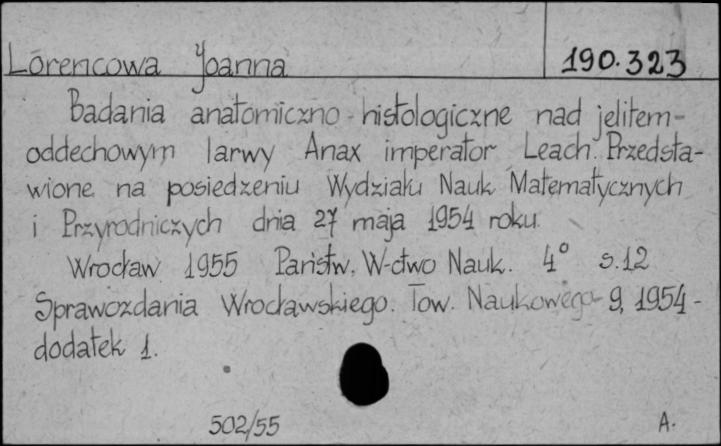 Lorencowa Joanna
190.323
Badania anatomiczno-histologiczne nad jelitem-
oddechowym larwy Anax imperator Leach. Przedsta-
wione na posiedzeniu Wydziału Nauk Matematycznych
i Przyrodniczych dnia 27 maja 1954 roku.
Wrocław 1955 Państw. W-ctwo Nauk. 4° s.12
Sprawozdania Wrocławskiego. Tow. Naukowego 9, 1954 -
dodatek 1.
502/55
A.